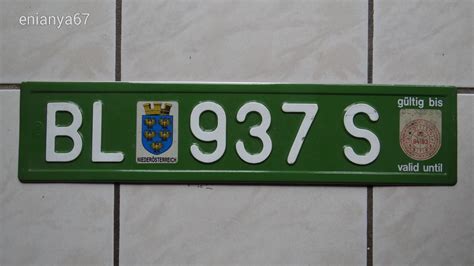 enianya67
BL 937 S
NIEDERÖSTERREICH
gültig bis
valid until